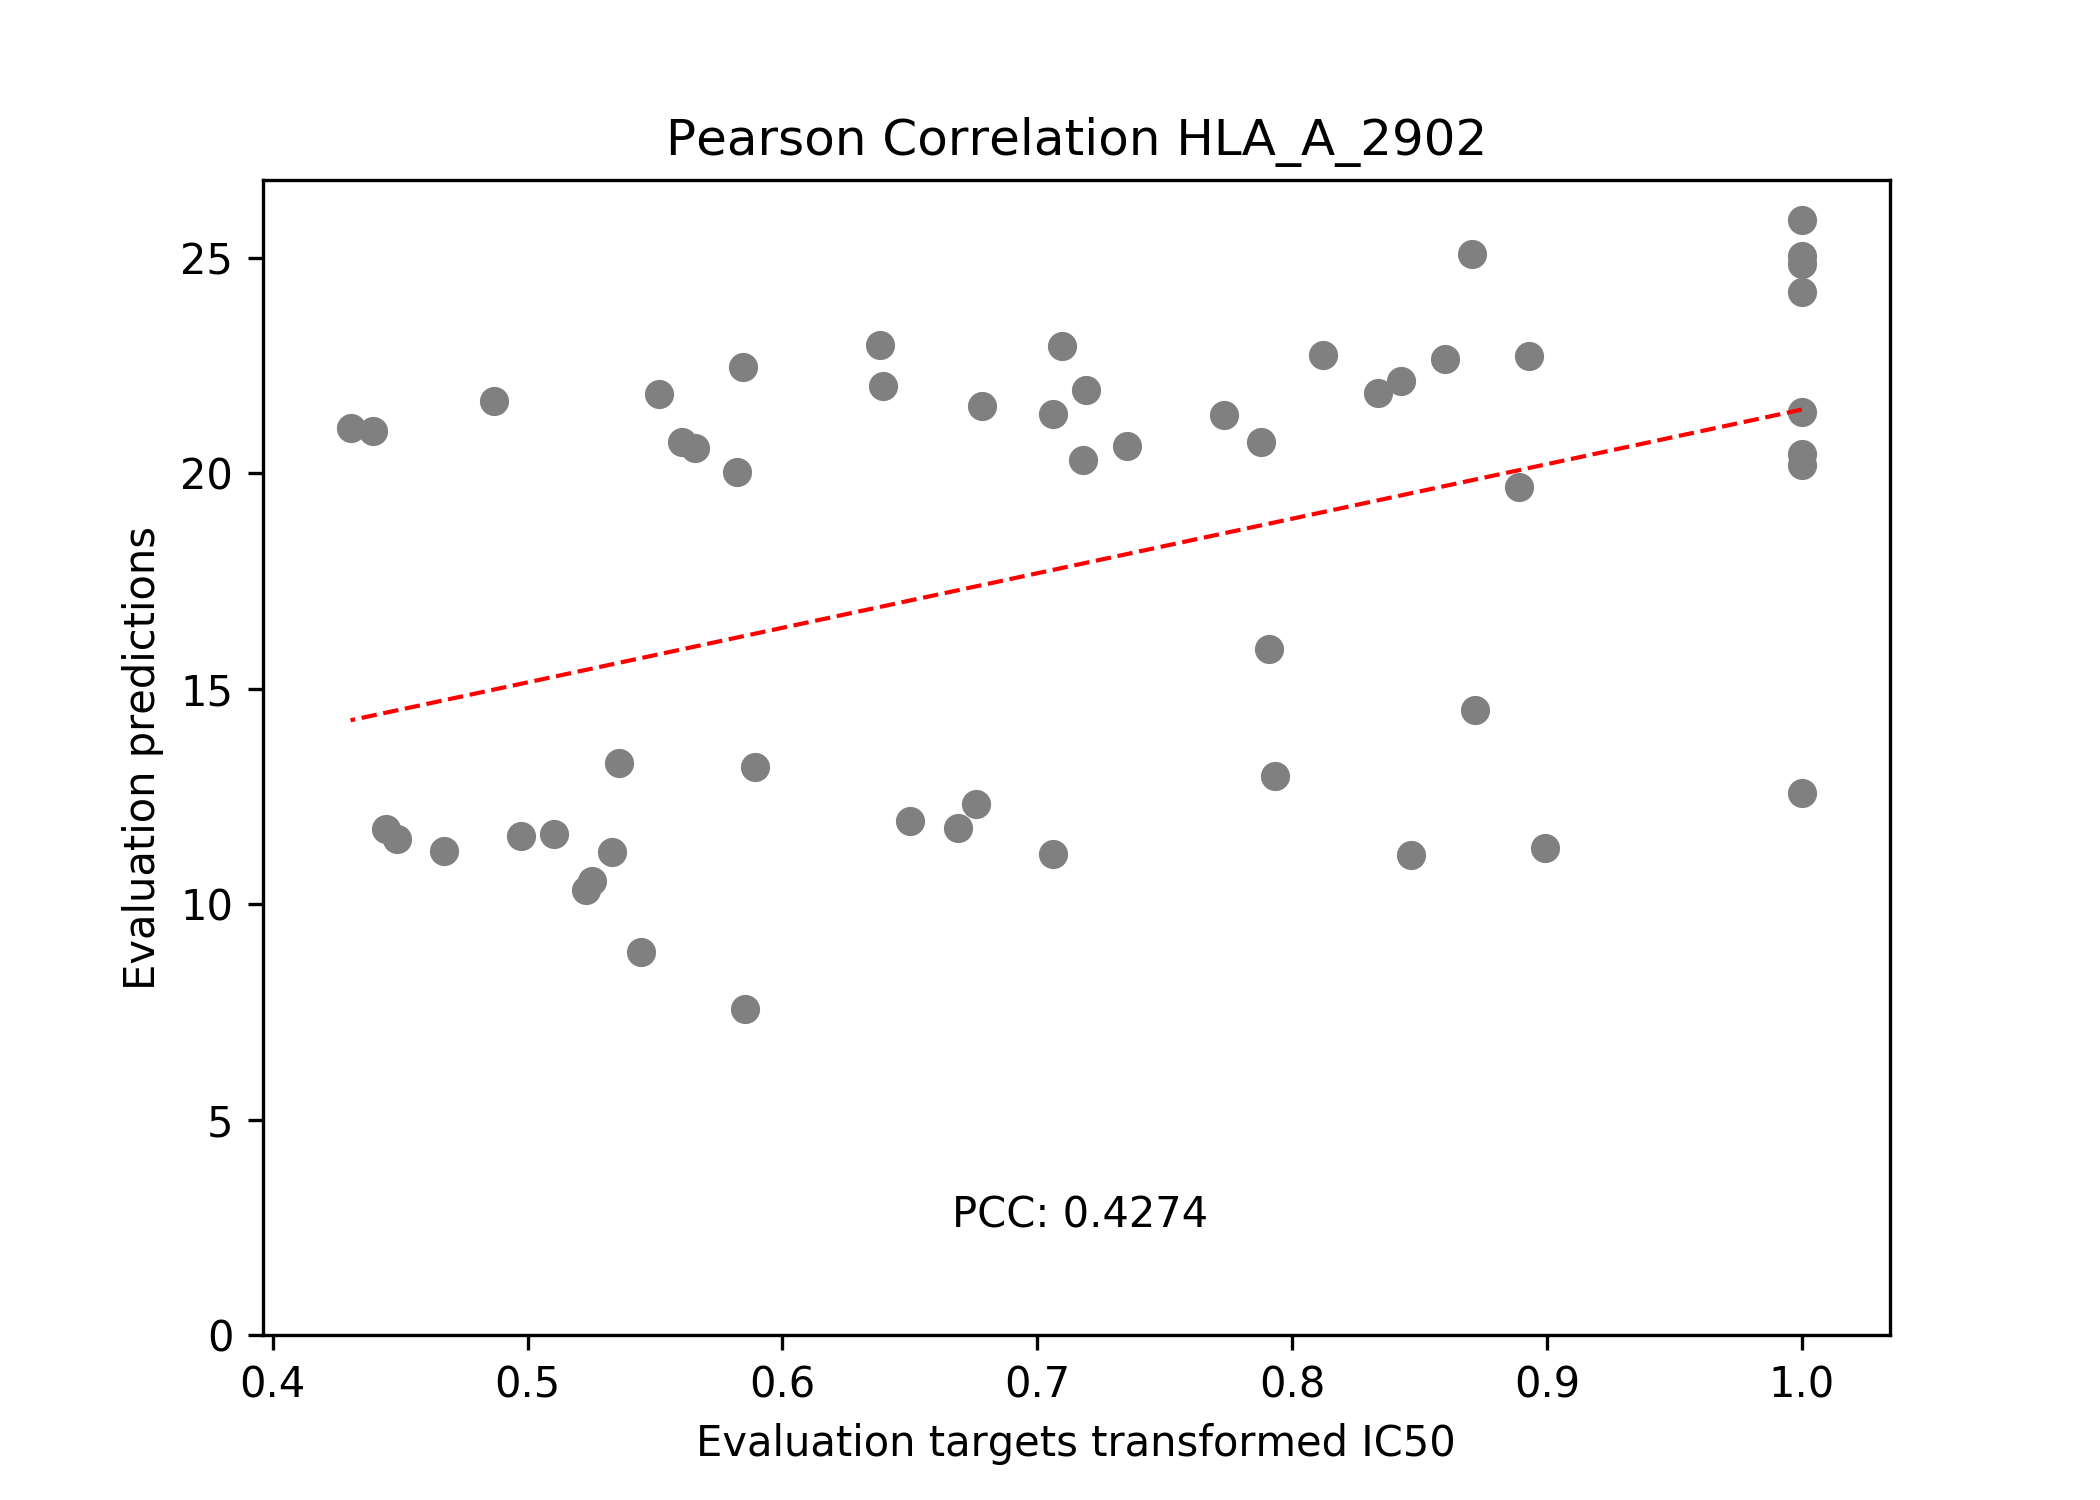 Pearson Correlation HLA_A_2902
25
20
15
10
5
0
Evaluation predictions
PCC: 0.4274
0.4 0.5 0.6 0.7 0.8 0.9 1.0
Evaluation targets transformed IC50